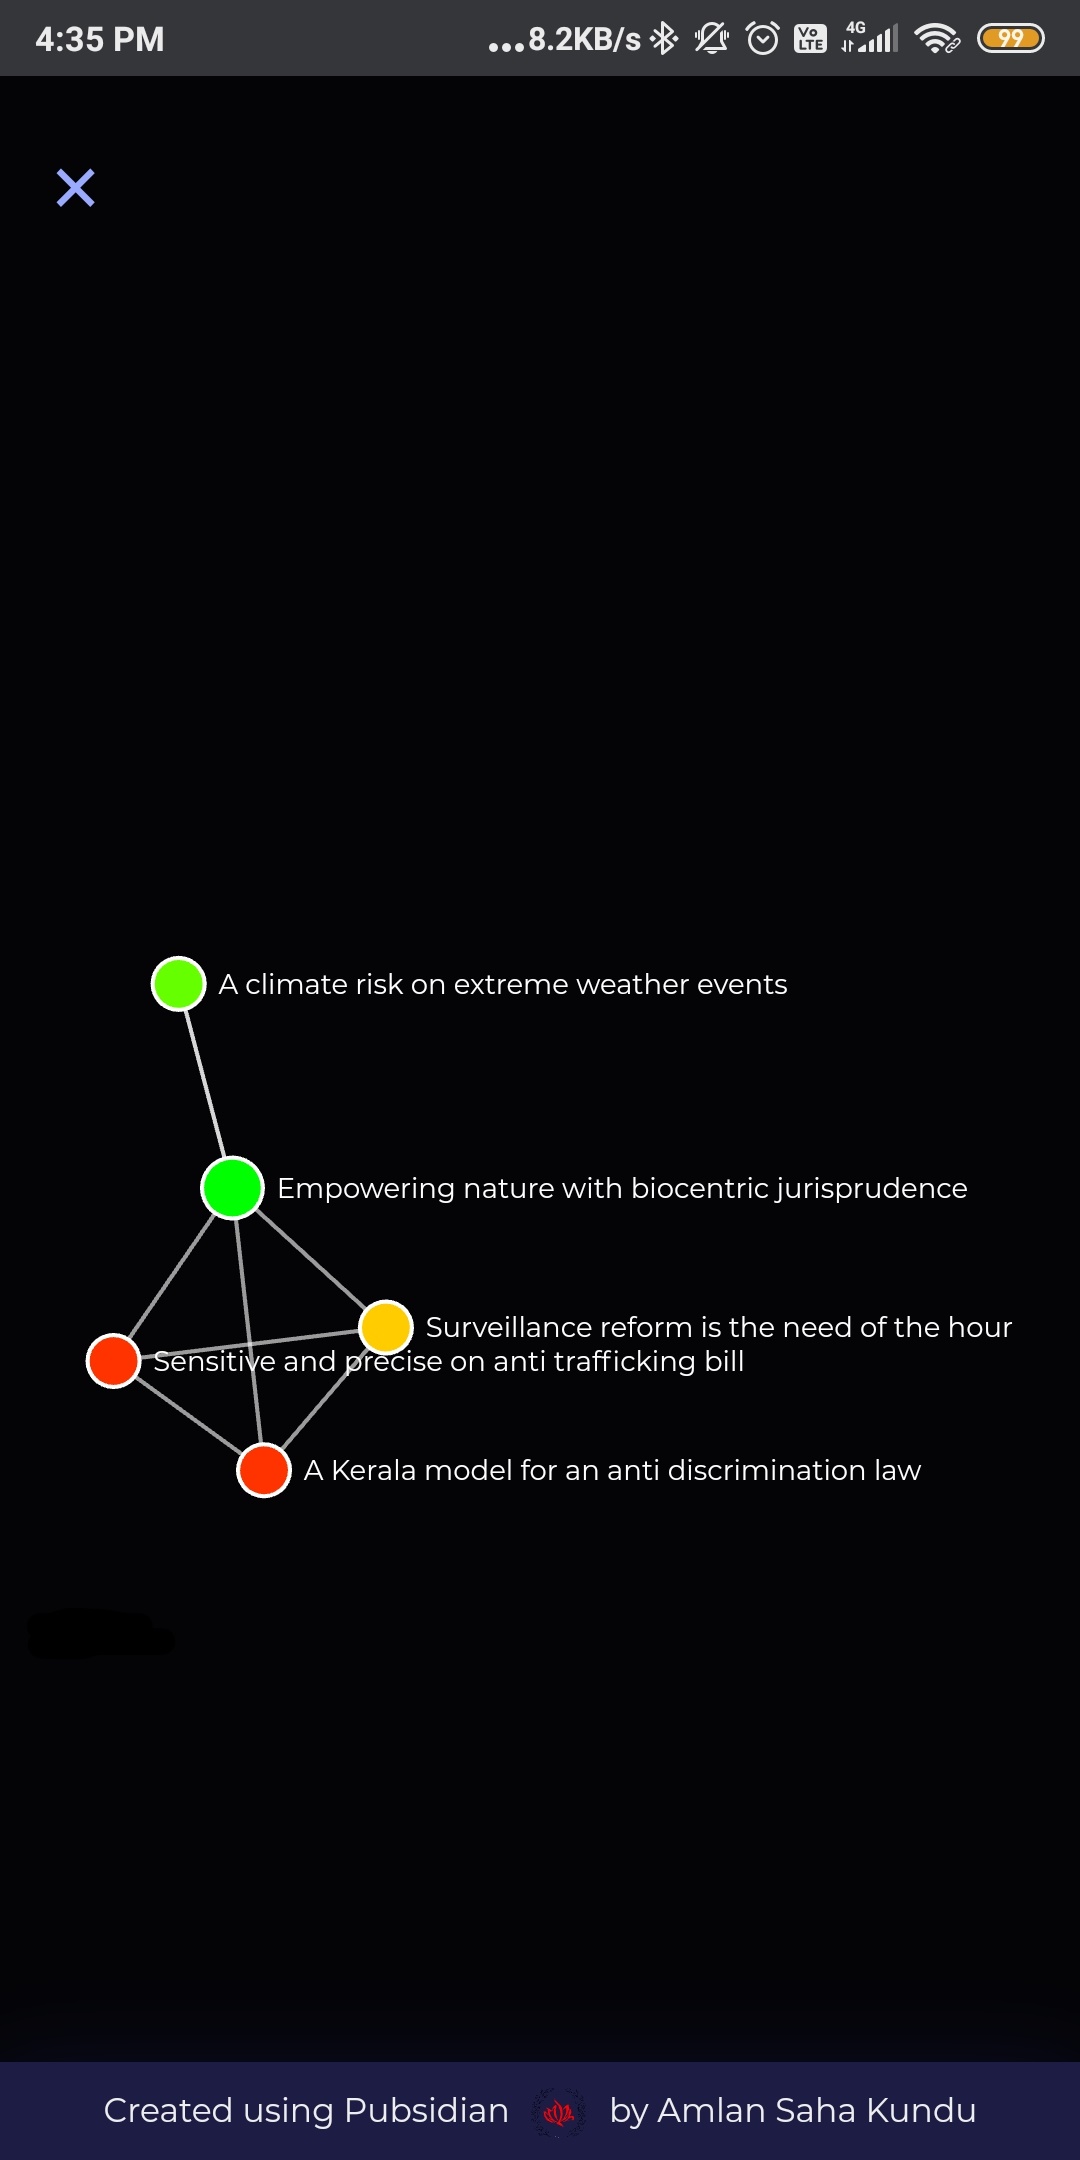 4:35 PM
...8.2KB/s
Vo
LTE
4G
99
A climate risk on extreme weather events
Empowering nature with biocentric jurisprudence
Surveillance reform is the need of the hour
Sensitive and precise on anti trafficking bill
A Kerala model for an anti discrimination law
Created using Pubsidian by Amlan Saha Kundu